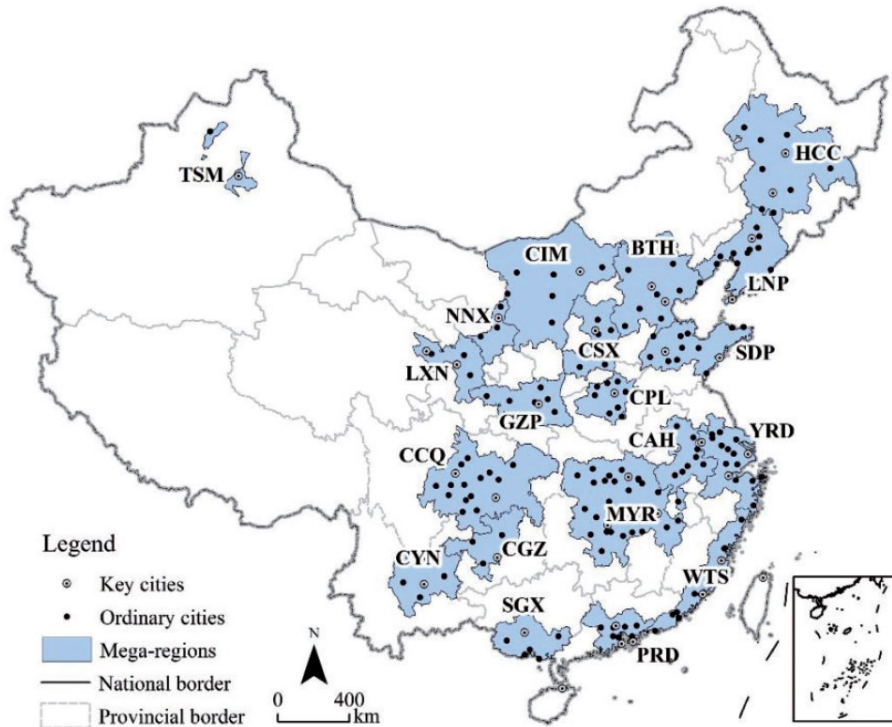 HCC
TSM
CIM
BTH
LNP
NNX
CSX
SDP
LXN
CPL
GZP
CAH
YRD
CCQ
MYR
CGZ
CYN
WTS
SGX
PRD
Legend
Key cities
Ordinary cities
Mega-regions
National border
Provincial border
N
0 400
km